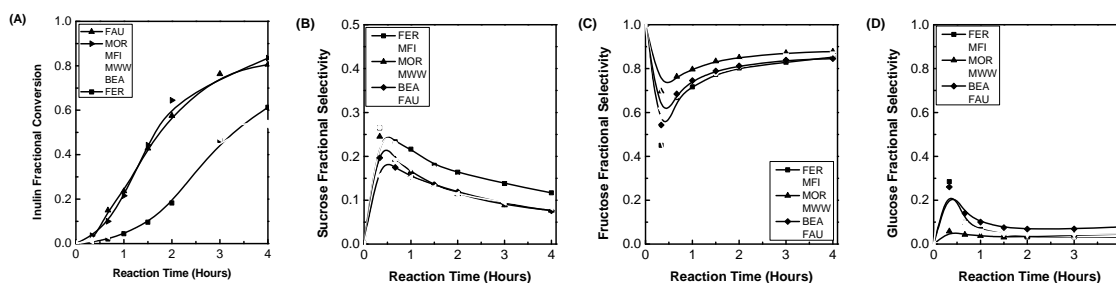 (A)
Inulin Fractional Conversion
1.0
0.8
0.6
0.4
0.2
0.0
0 1 2 3 4
Reaction Time (Hours)
FAU
MOR
MFI
MWW
BEA
FER
(B)
Sucrose Fractional Selectivity
0.5
0.4
0.3
0.2
0.1
0.0
0 1 2 3 4
Reaction Time (Hours)
FER
MFI
MOR
MWW
BEA
FAU
(C)
Fructose Fractional Selectivity
1.0
0.8
0.6
0.4
0.2
0.0
0 1 2 3 4
Reaction Time (Hours)
FER
MFI
MOR
MWW
BEA
FAU
(D)
Glucose Fractional Selectivity
1.0
0.8
0.6
0.4
0.2
0.0
0 1 2 3
Reaction Time (Hours)
FER
MFI
MOR
MWW
BEA
FAU